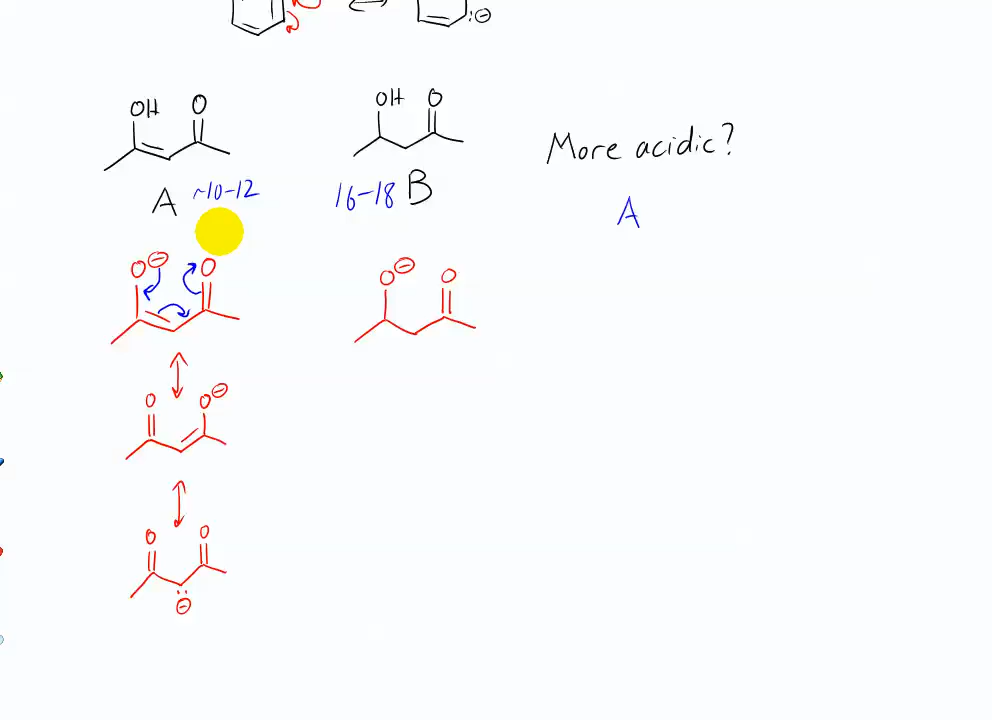 ⊖
OH O
OH O
More acidic?
A ~10-12
16-18 B
A
O⊖ O
O⊖ O
O O⊖
O O
⊖